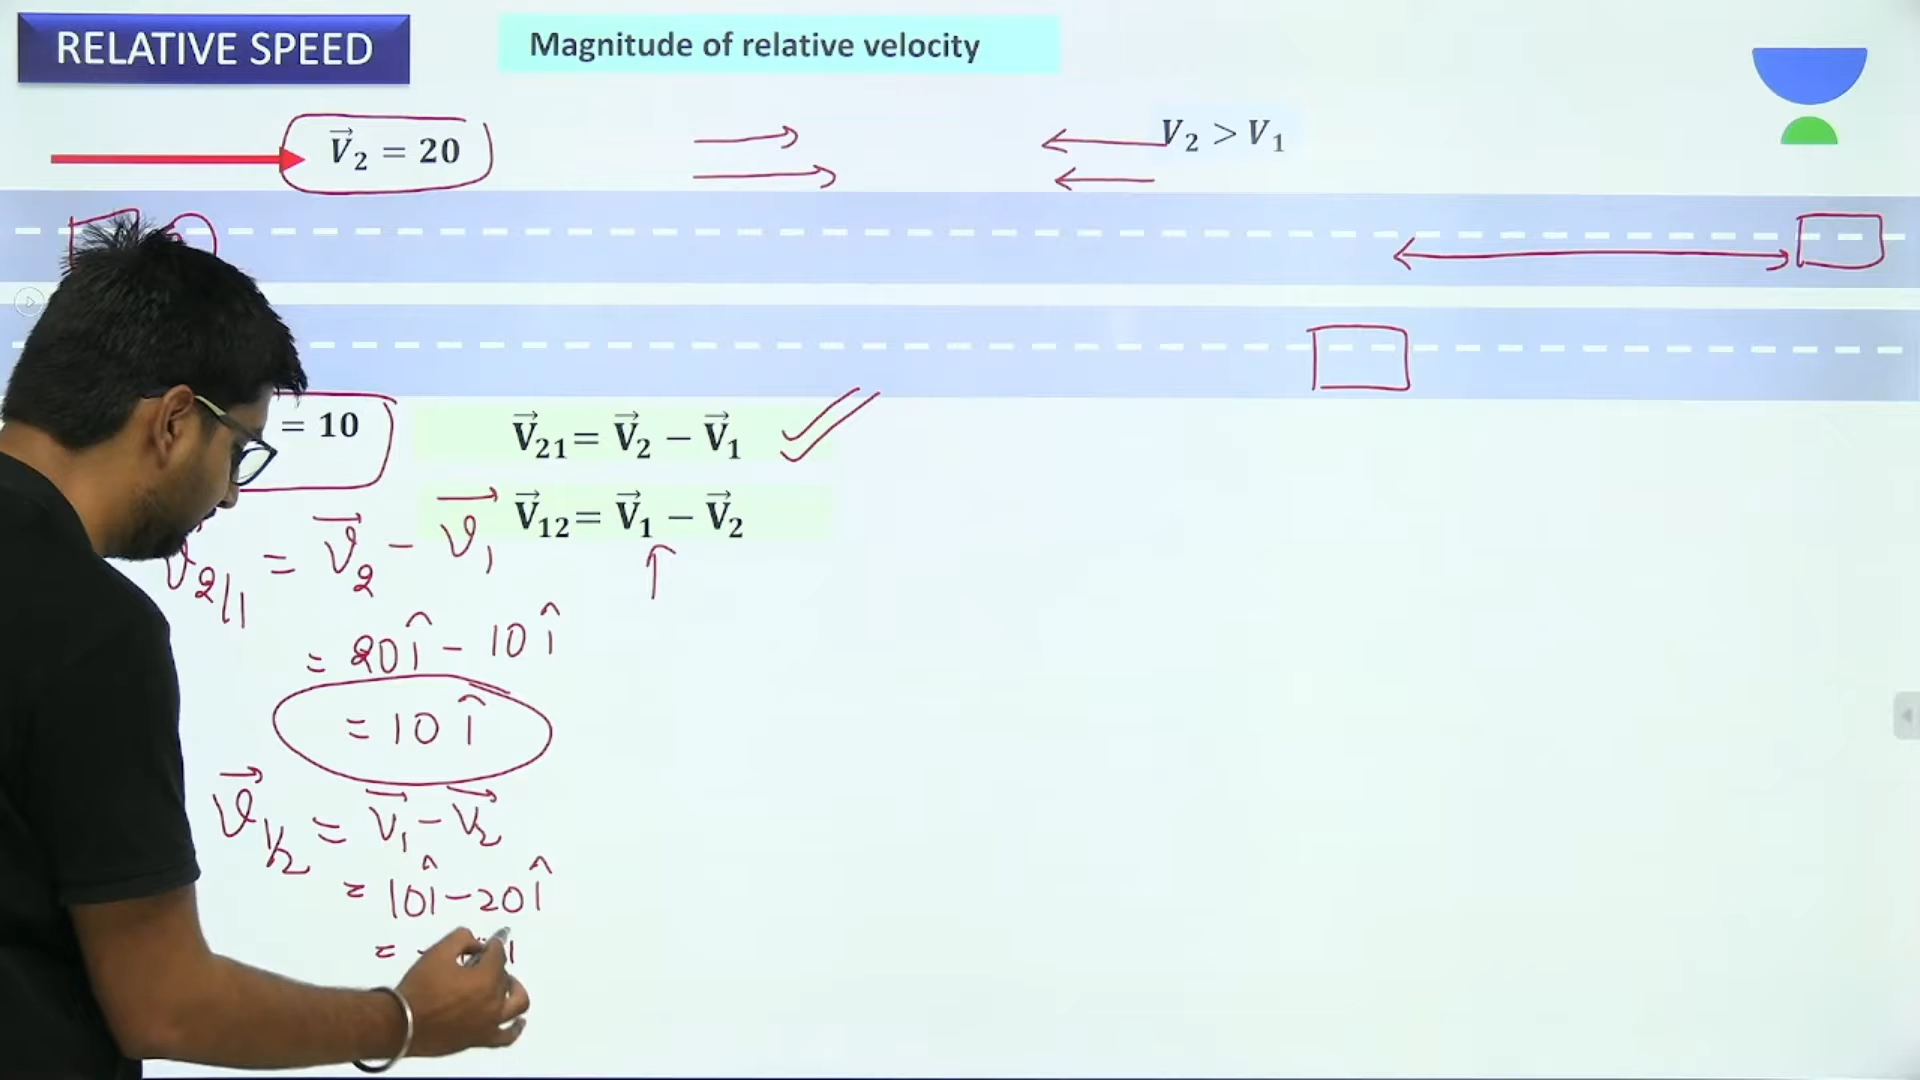 RELATIVE SPEED
Magnitude of relative velocity
V⃗₂ = 20
V₂ > V₁
= 10
V⃗₂₁= V⃗₂ − V⃗₁
V⃗₁₂= V⃗₁ − V⃗₂
v⃗₂/₁ = v⃗₂ − v⃗₁
= 20î − 10î
= 10î
v⃗₁/₂ = v⃗₁ − v⃗₂
= 10î − 20î
= −